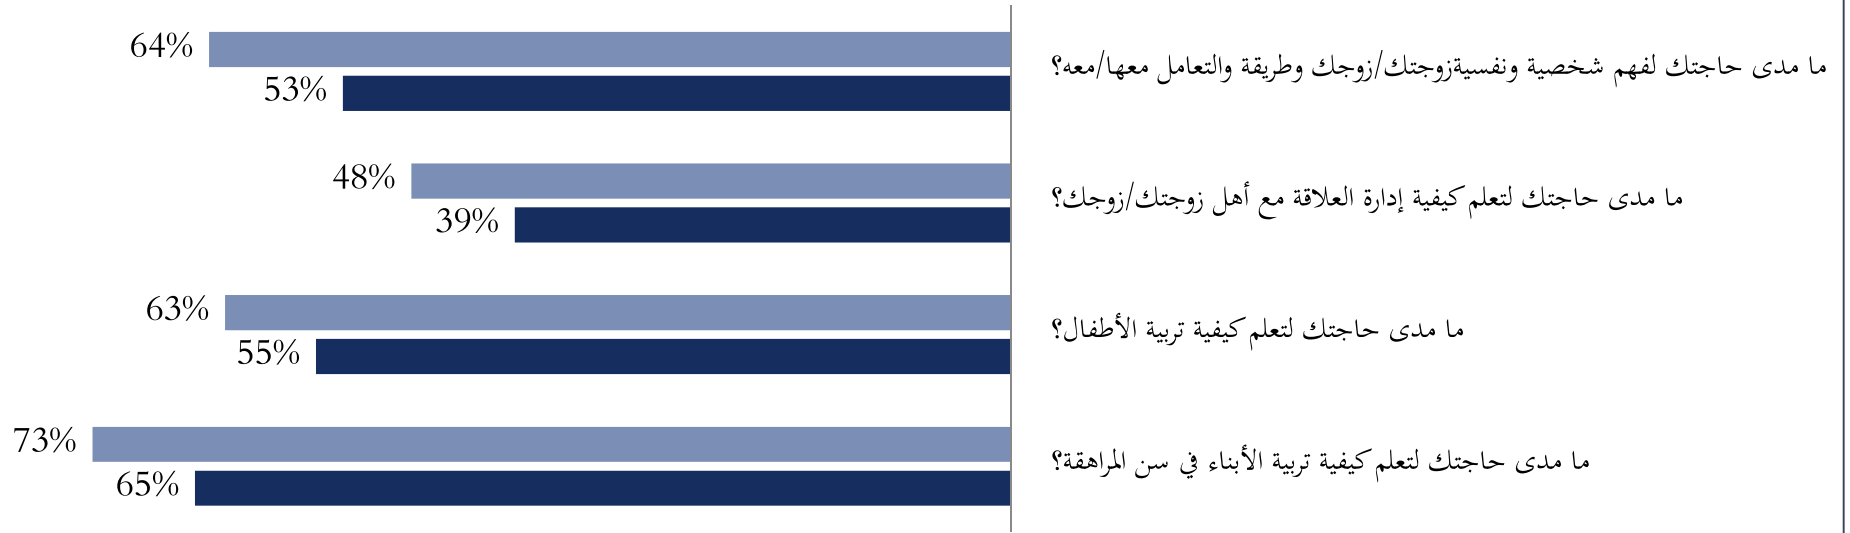 ما مدى حاجتك لفهم شخصية ونفسيةزوجتك/زوجك وطريقة والتعامل معها/معه؟
64%
53%
ما مدى حاجتك لتعلم كيفية إدارة العلاقة مع أهل زوجتك/زوجك؟
48%
39%
ما مدى حاجتك لتعلم كيفية تربية الأطفال؟
63%
55%
ما مدى حاجتك لتعلم كيفية تربية الأبناء في سن المراهقة؟
73%
65%